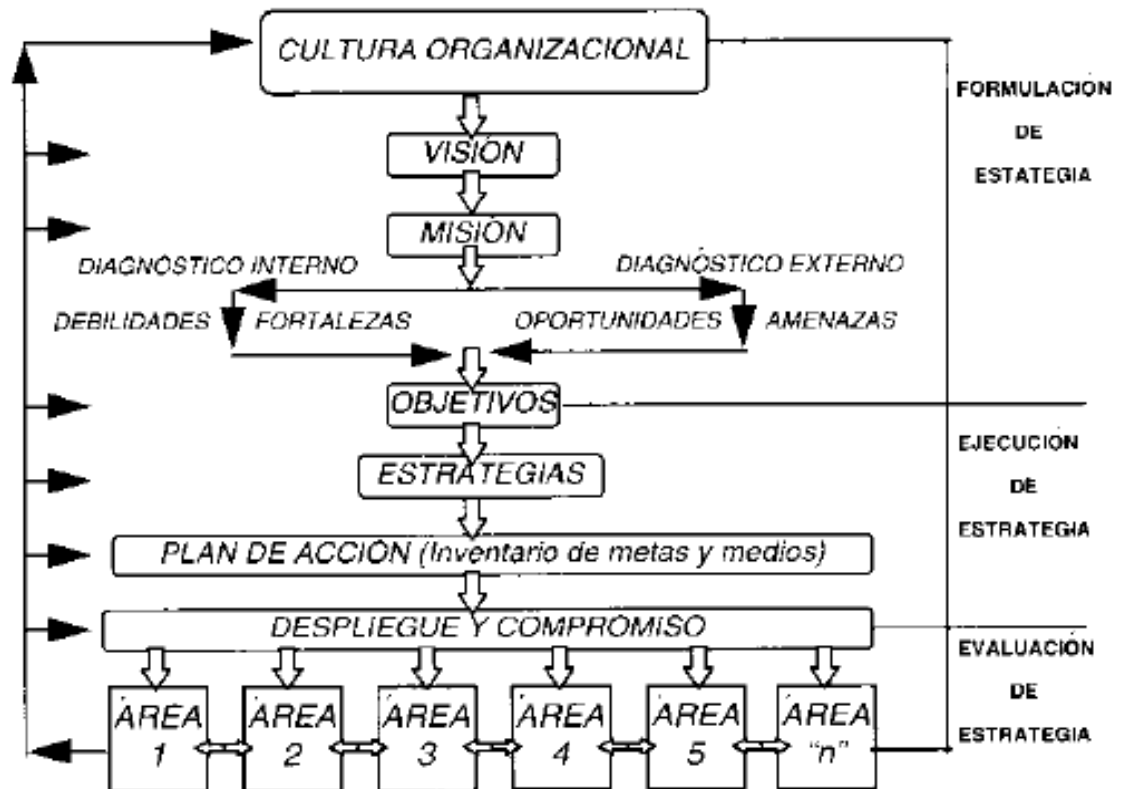 CULTURA ORGANIZACIONAL
FORMULACIÓN
DE
ESTATEGIA
VISIÓN
MISIÓN
DIAGNÓSTICO INTERNO
DIAGNÓSTICO EXTERNO
DEBILIDADES
FORTALEZAS
OPORTUNIDADES
AMENAZAS
OBJETIVOS
EJECUCIÓN
DE
ESTRATEGIA
ESTRATEGIAS
PLAN DE ACCIÓN (Inventario de metas y medios)
DESPLIEGUE Y COMPROMISO
EVALUACIÓN
DE
ESTRATEGIA
ÁREA
1
ÁREA
2
ÁREA
3
ÁREA
4
ÁREA
5
ÁREA
"n"